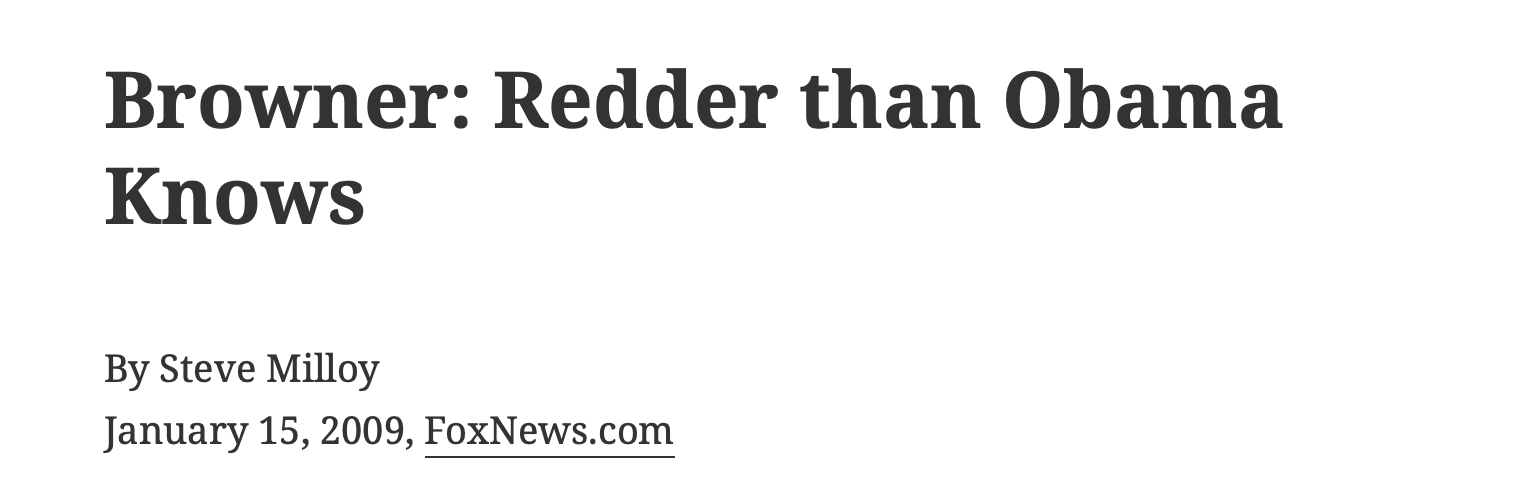 Browner: Redder than Obama
Knows
By Steve Milloy
January 15, 2009, FoxNews.com